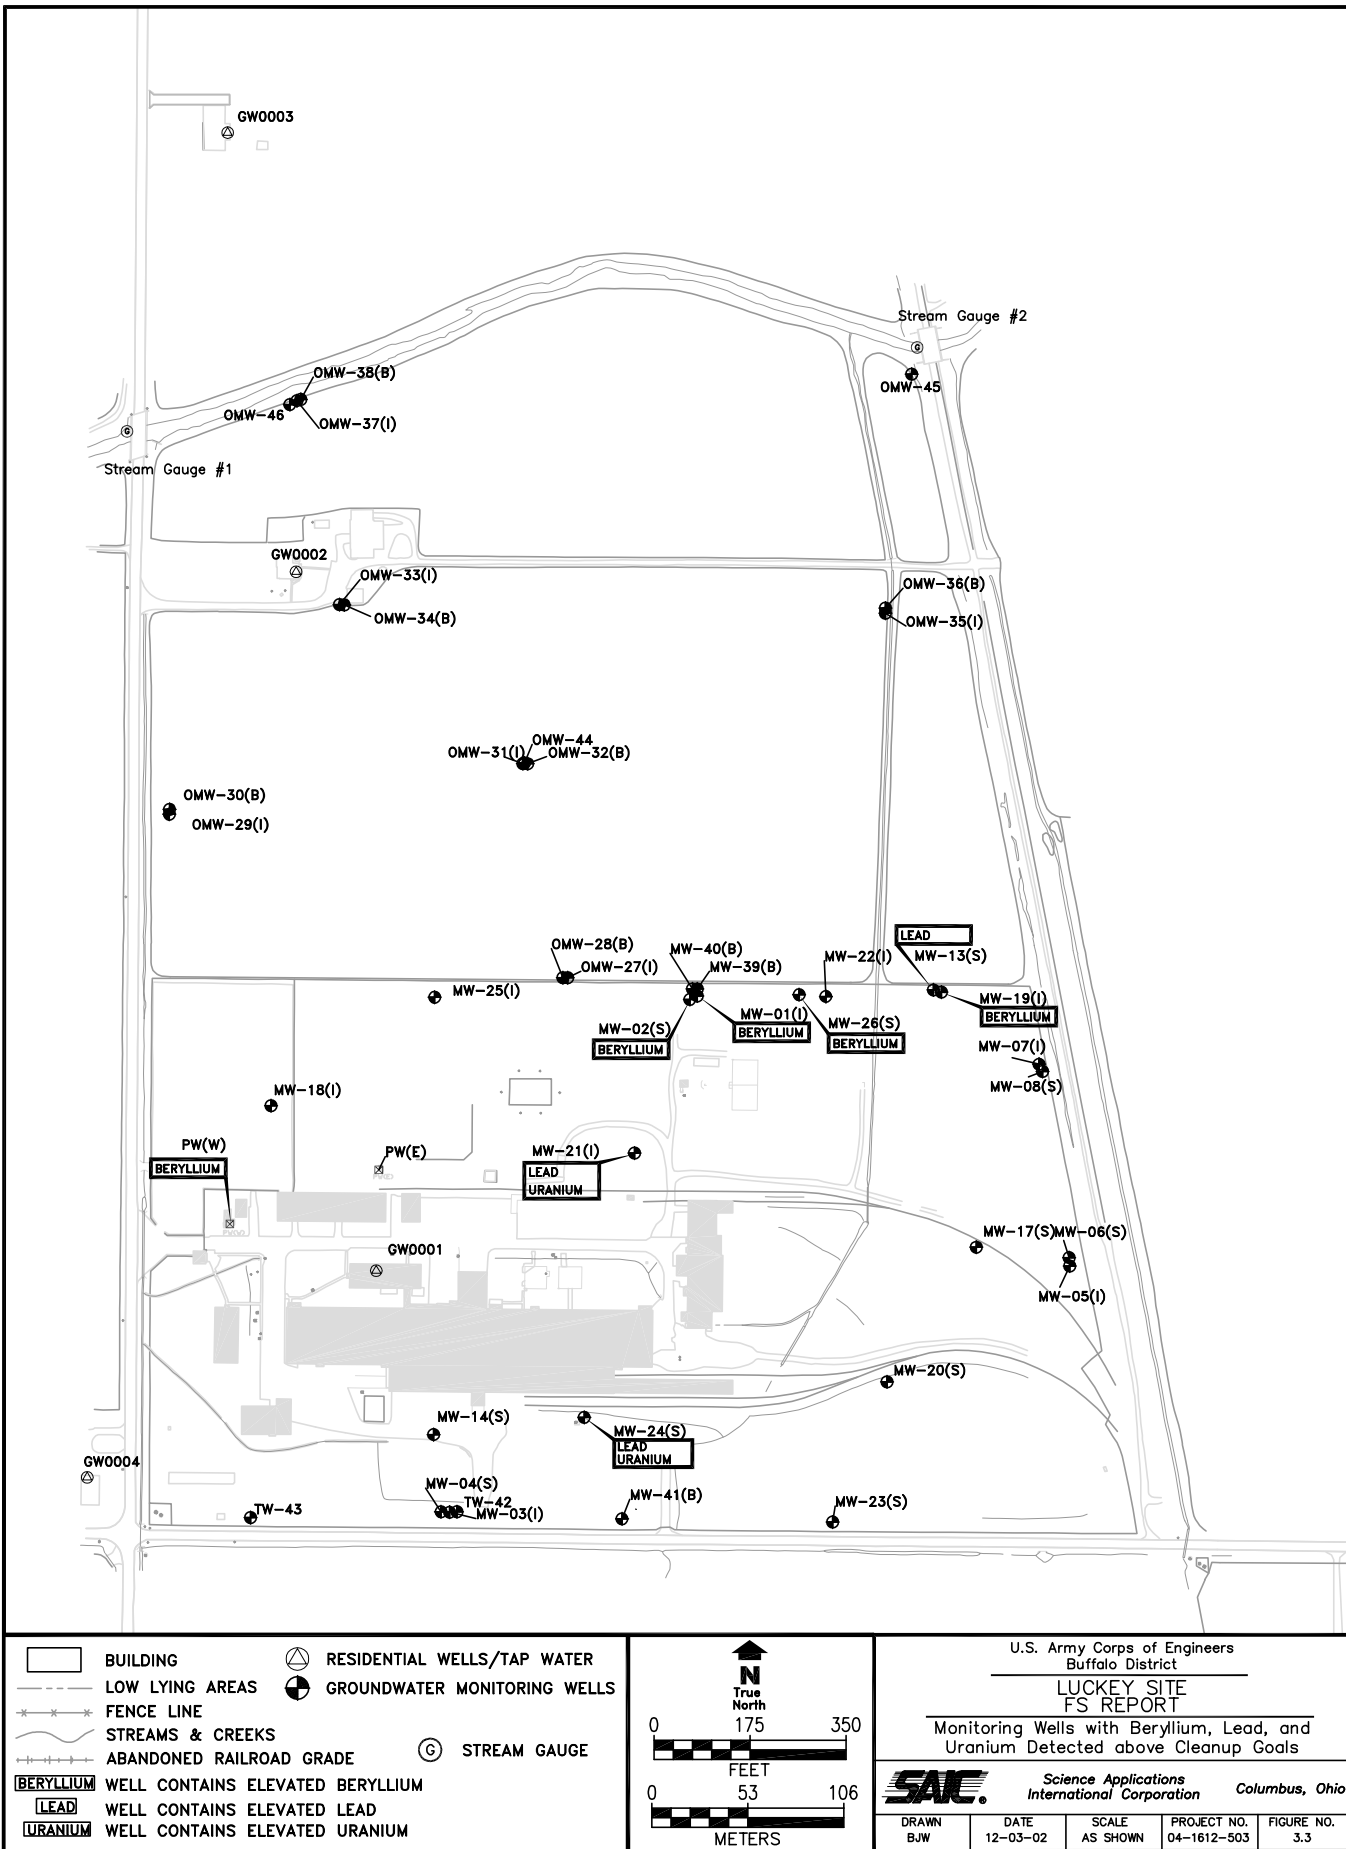 GW0003
Stream Gauge #2
OMW-45
OMW-38(B)
OMW-46
OMW-37(I)
Stream Gauge #1
GW0002
OMW-33(I)
OMW-34(B)
OMW-36(B)
OMW-35(I)
OMW-44
OMW-31(I)
OMW-32(B)
OMW-30(B)
OMW-29(I)
LEAD
OMW-28(B)
MW-40(B)
MW-22(I)
MW-13(S)
OMW-27(I)
MW-39(B)
MW-25(I)
MW-19(I)
BERYLLIUM
MW-01(I)
BERYLLIUM
MW-26(S)
BERYLLIUM
MW-02(S)
BERYLLIUM
MW-07(I)
MW-08(S)
MW-18(I)
PW(W)
BERYLLIUM
PW(E)
MW-21(I)
LEAD
URANIUM
MW-17(S)
MW-06(S)
GW0001
MW-05(I)
MW-20(S)
MW-14(S)
MW-24(S)
LEAD
URANIUM
GW0004
MW-04(S)
TW-42
MW-03(I)
TW-43
MW-41(B)
MW-23(S)
BUILDING
LOW LYING AREAS
FENCE LINE
STREAMS & CREEKS
ABANDONED RAILROAD GRADE
BERYLLIUM WELL CONTAINS ELEVATED BERYLLIUM
LEAD WELL CONTAINS ELEVATED LEAD
URANIUM WELL CONTAINS ELEVATED URANIUM
RESIDENTIAL WELLS/TAP WATER
GROUNDWATER MONITORING WELLS
G STREAM GAUGE
N
True
North
0 175 350
FEET
0 53 106
METERS
U.S. Army Corps of Engineers
Buffalo District
LUCKEY SITE
FS REPORT
Monitoring Wells with Beryllium, Lead, and
Uranium Detected above Cleanup Goals
SAIC®
Science Applications
International Corporation
Columbus, Ohio
DRAWN
BJW
DATE
12-03-02
SCALE
AS SHOWN
PROJECT NO.
04-1612-503
FIGURE NO.
3.3